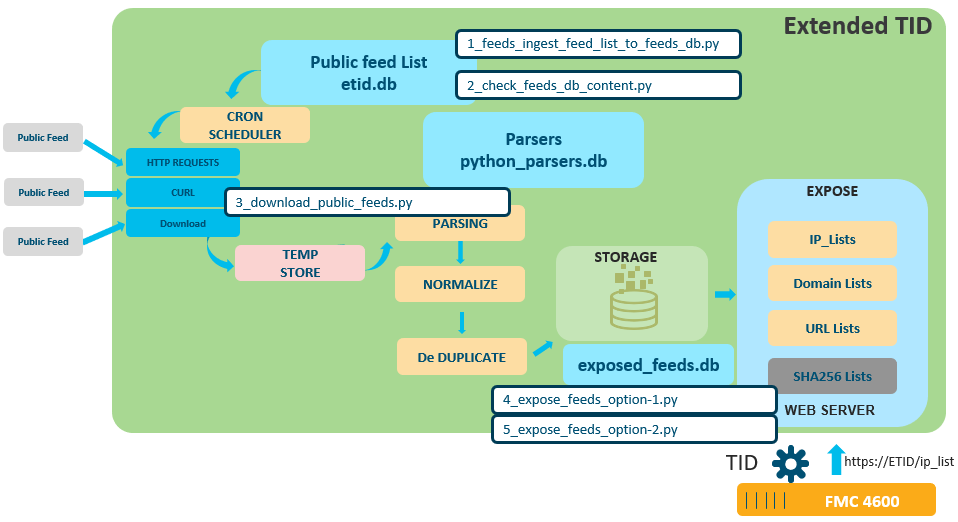 Extended TID
1_feeds_ingest_feed_list_to_feeds_db.py
Public feed List
etid.db
2_check_feeds_db_content.py
CRON
SCHEDULER
Parsers
python_parsers.db
Public Feed
HTTP REQUESTS
Public Feed
CURL
3_download_public_feeds.py
EXPOSE
Download
PARSING
Public Feed
IP_Lists
TEMP
STORE
STORAGE
NORMALIZE
Domain Lists
URL Lists
De DUPLICATE
exposed_feeds.db
SHA256 Lists
4_expose_feeds_option-1.py
WEB SERVER
5_expose_feeds_option-2.py
TID
https://ETID/ip_list
FMC 4600